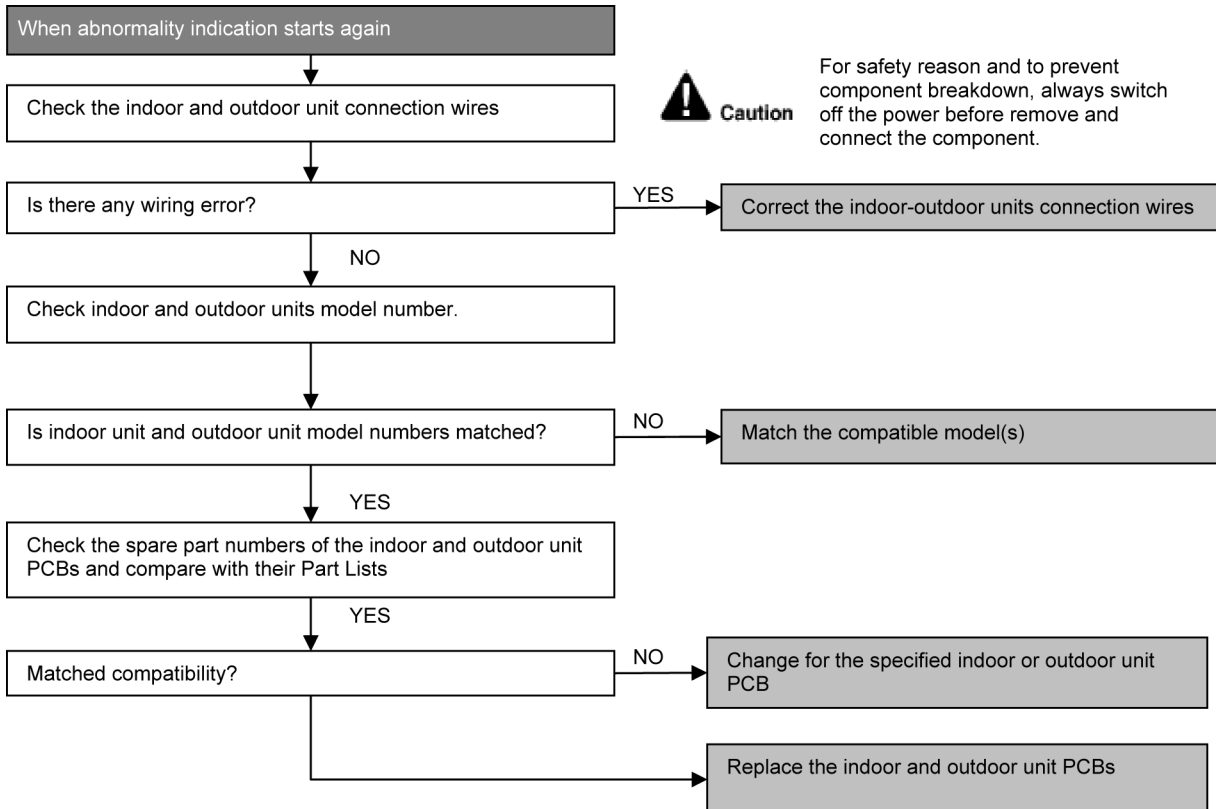 When abnormality indication starts again
For safety reason and to prevent
component breakdown, always switch
off the power before remove and
connect the component.
Caution
Check the indoor and outdoor unit connection wires
Is there any wiring error?
YES
Correct the indoor-outdoor units connection wires
NO
Check indoor and outdoor units model number.
Is indoor unit and outdoor unit model numbers matched?
NO
Match the compatible model(s)
YES
Check the spare part numbers of the indoor and outdoor unit
PCBs and compare with their Part Lists
YES
Matched compatibility?
NO
Change for the specified indoor or outdoor unit
PCB
Replace the indoor and outdoor unit PCBs